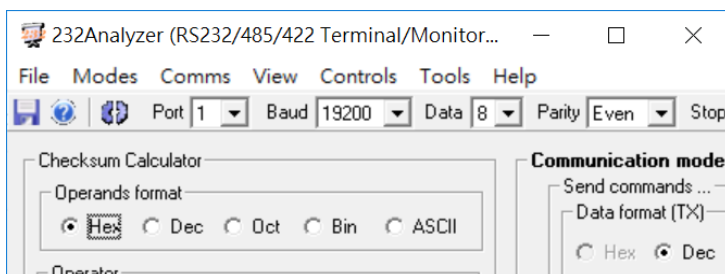 232Analyzer (RS232/485/422 Terminal/Monitor...
File Modes Comms View Controls Tools Help
Port 1 Baud 19200 Data 8 Parity Even Stop
Checksum Calculator
Operands format
Hex Dec Oct Bin ASCII
Operator
Communication mode
Send commands ...
Data format (TX)
Hex Dec